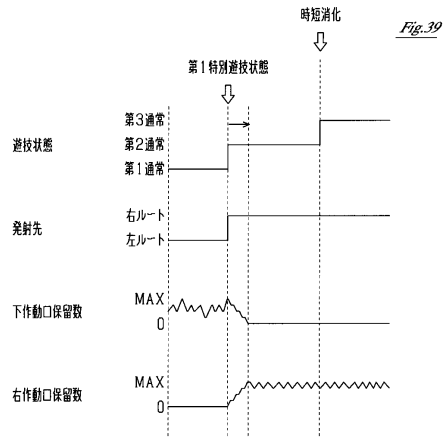 時短消化
Fig.39
第1特別遊技状態
遊技状態
第3通常
第2通常
第1通常
発射先
右ルート
左ルート
下作動口保留数
MAX
0
右作動口保留数
MAX
0